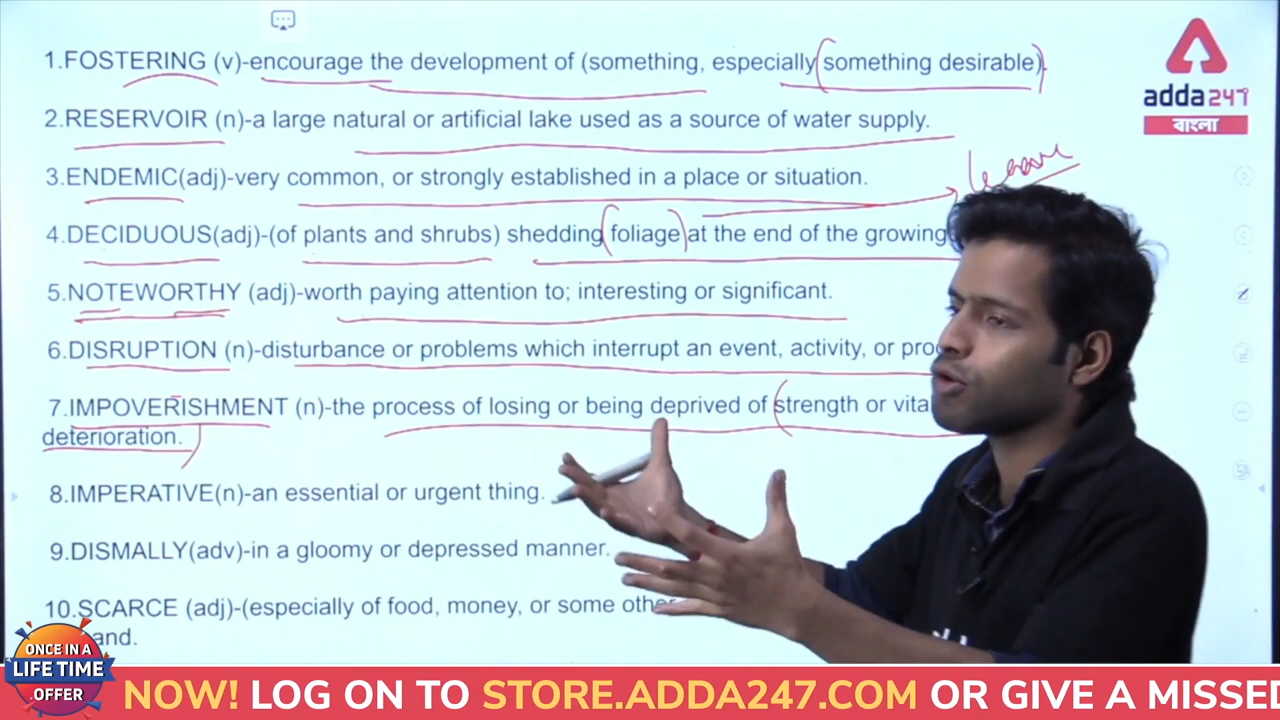 1.FOSTERING (v)-encourage the development of (something, especially something desirable).
2.RESERVOIR (n)-a large natural or artificial lake used as a source of water supply.
3.ENDEMIC(adj)-very common, or strongly established in a place or situation.
leave
4.DECIDUOUS(adj)-(of plants and shrubs) shedding foliage at the end of the growing
5.NOTEWORTHY (adj)-worth paying attention to; interesting or significant.
6.DISRUPTION (n)-disturbance or problems which interrupt an event, activity, or
7.IMPOVERISHMENT (n)-the process of losing or being deprived of strength or
deterioration.
8.IMPERATIVE(n)-an essential or urgent thing.
9.DISMALLY(adv)-in a gloomy or depressed manner.
10.SCARCE (adj)-(especially of food, money, or some other
adda247
বাংলা
ONCE IN A
LIFE TIME
OFFER
NOW! LOG ON TO STORE.ADDA247.COM OR GIVE A MISSED